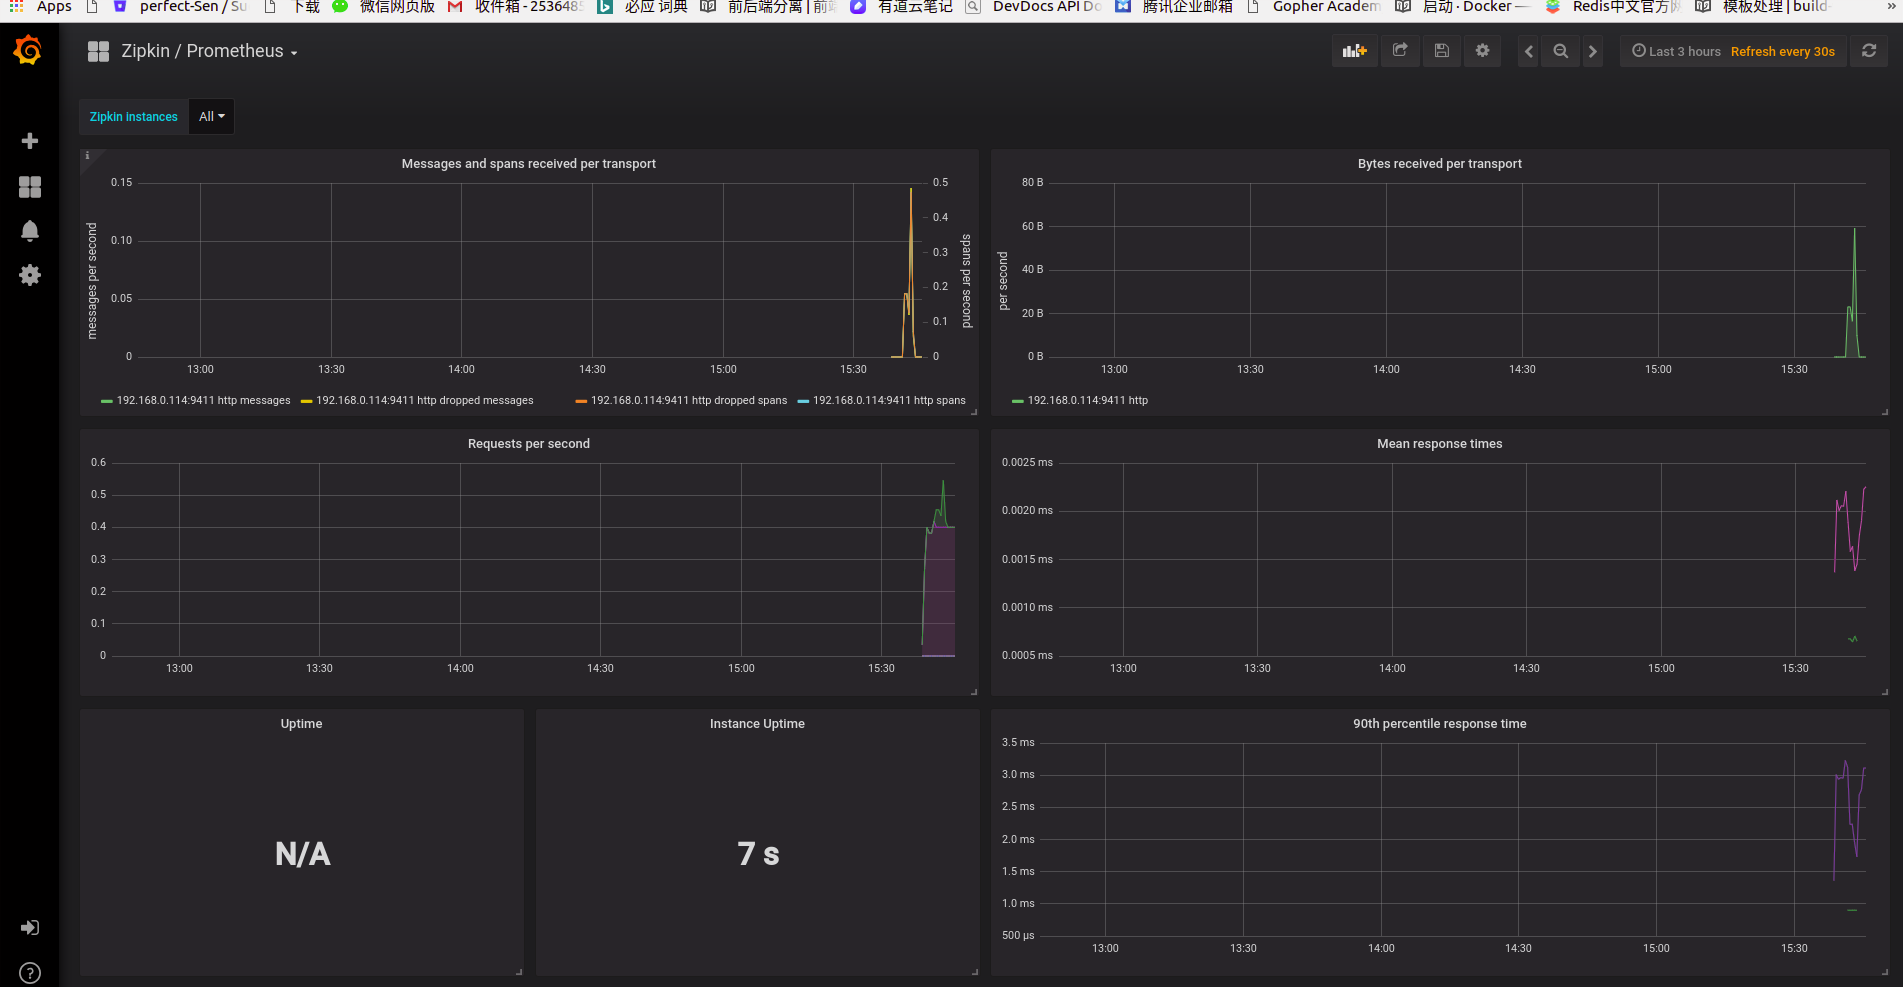 Apps perfect-Sen / Su 下载 微信网页版 收件箱 - 253648 必应 词典 前后端分离 | 前 有道云笔记 DevDocs API Do 腾讯企业邮箱 Gopher Academ 启动 · Docker — Redis中文官方 模板处理 | build- »
Zipkin / Prometheus
Last 3 hours Refresh every 30s
Zipkin instances All
Messages and spans received per transport
messages per second
0.15
0.10
0.05
0
spans per second
0.5
0.4
0.3
0.2
0.1
0
13:00 13:30 14:00 14:30 15:00 15:30
192.168.0.114:9411 http messages 192.168.0.114:9411 http dropped messages 192.168.0.114:9411 http dropped spans 192.168.0.114:9411 http spans
Bytes received per transport
per second
80 B
60 B
40 B
20 B
0 B
13:00 13:30 14:00 14:30 15:00 15:30
192.168.0.114:9411 http
Requests per second
0.6
0.5
0.4
0.3
0.2
0.1
0
13:00 13:30 14:00 14:30 15:00 15:30
Mean response times
0.0025 ms
0.0020 ms
0.0015 ms
0.0010 ms
0.0005 ms
13:00 13:30 14:00 14:30 15:00 15:30
Uptime
N/A
Instance Uptime
7 s
90th percentile response time
3.5 ms
3.0 ms
2.5 ms
2.0 ms
1.5 ms
1.0 ms
500 µs
13:00 13:30 14:00 14:30 15:00 15:30